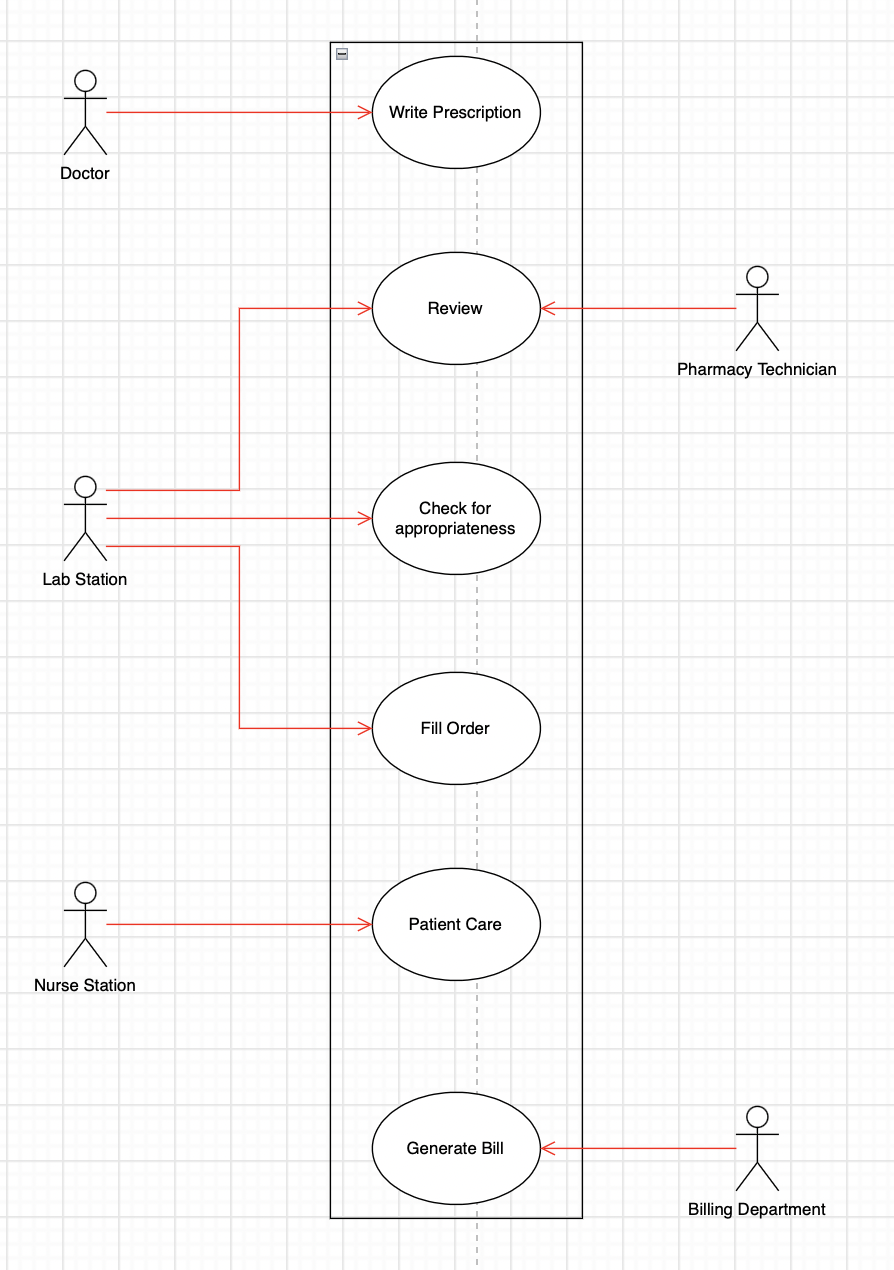 Write Prescription
Doctor
Review
Pharmacy Technician
Check for
appropriateness
Lab Station
Fill Order
Patient Care
Nurse Station
Generate Bill
Billing Department